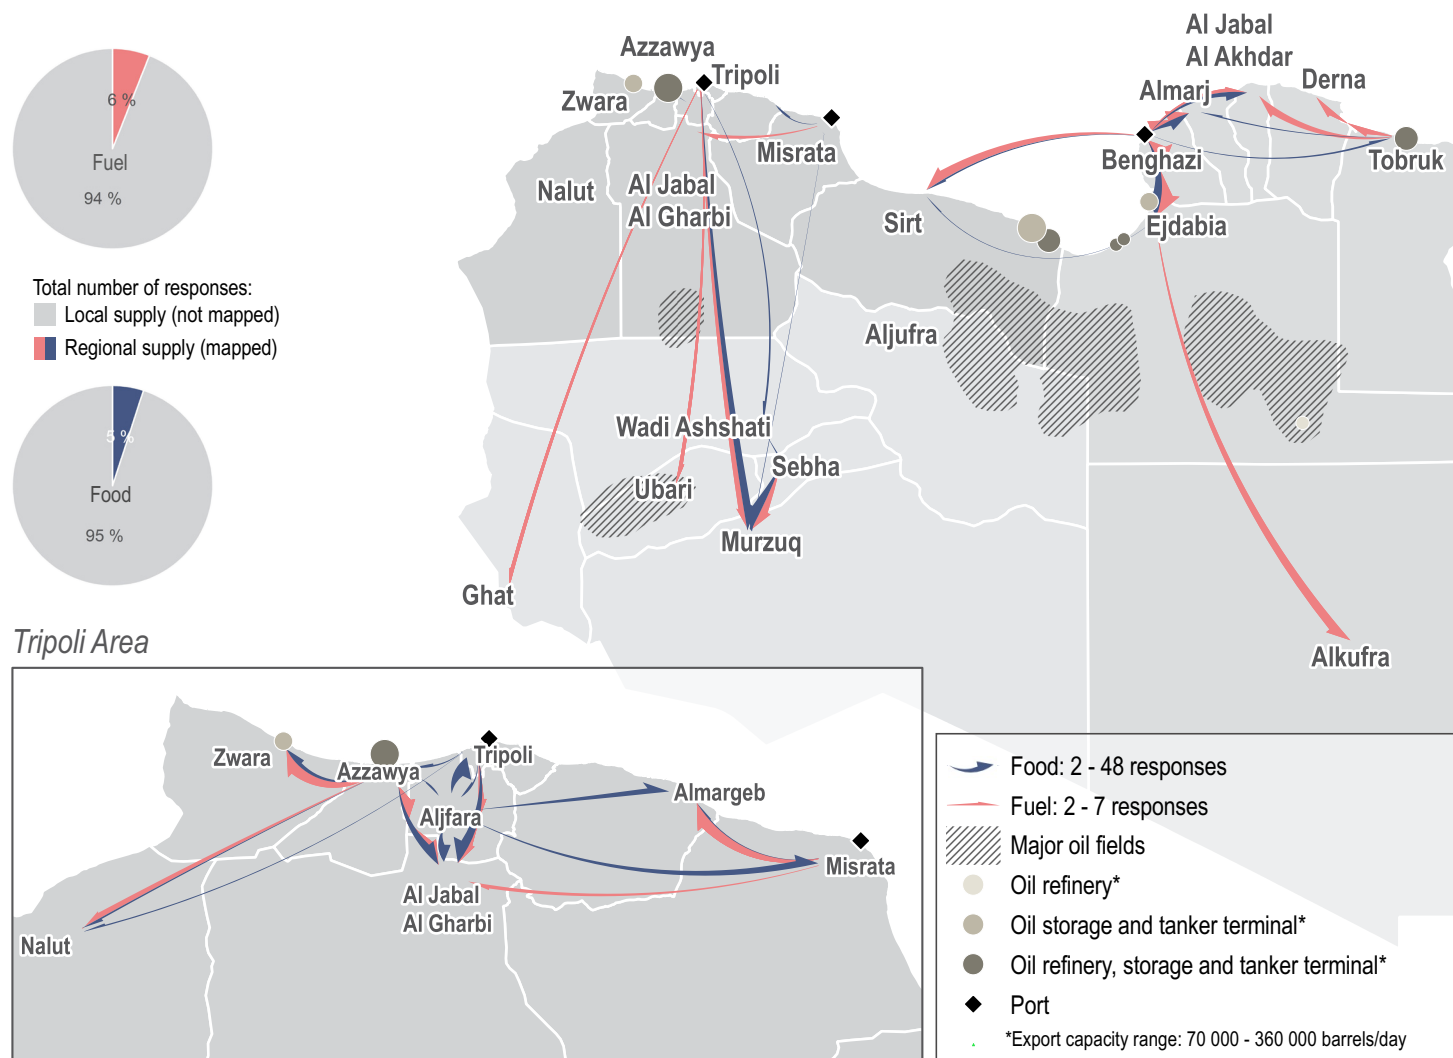 6 %
Fuel
94 %
Total number of responses:
Local supply (not mapped)
Regional supply (mapped)
5 %
Food
95 %
Azzawya
Tripoli
Zwara
Misrata
Nalut
Al Jabal
Al Gharbi
Sirt
Al Jabal
Al Akhdar
Almarj
Derna
Benghazi
Tobruk
Ejdabia
Aljufra
Wadi Ashshati
Sebha
Ubari
Murzuq
Ghat
Alkufra
Tripoli Area
Zwara
Azzawya
Tripoli
Aljfara
Almargeb
Misrata
Al Jabal
Al Gharbi
Nalut
Food: 2 - 48 responses
Fuel: 2 - 7 responses
Major oil fields
Oil refinery*
Oil storage and tanker terminal*
Oil refinery, storage and tanker terminal*
Port
*Export capacity range: 70 000 - 360 000 barrels/day